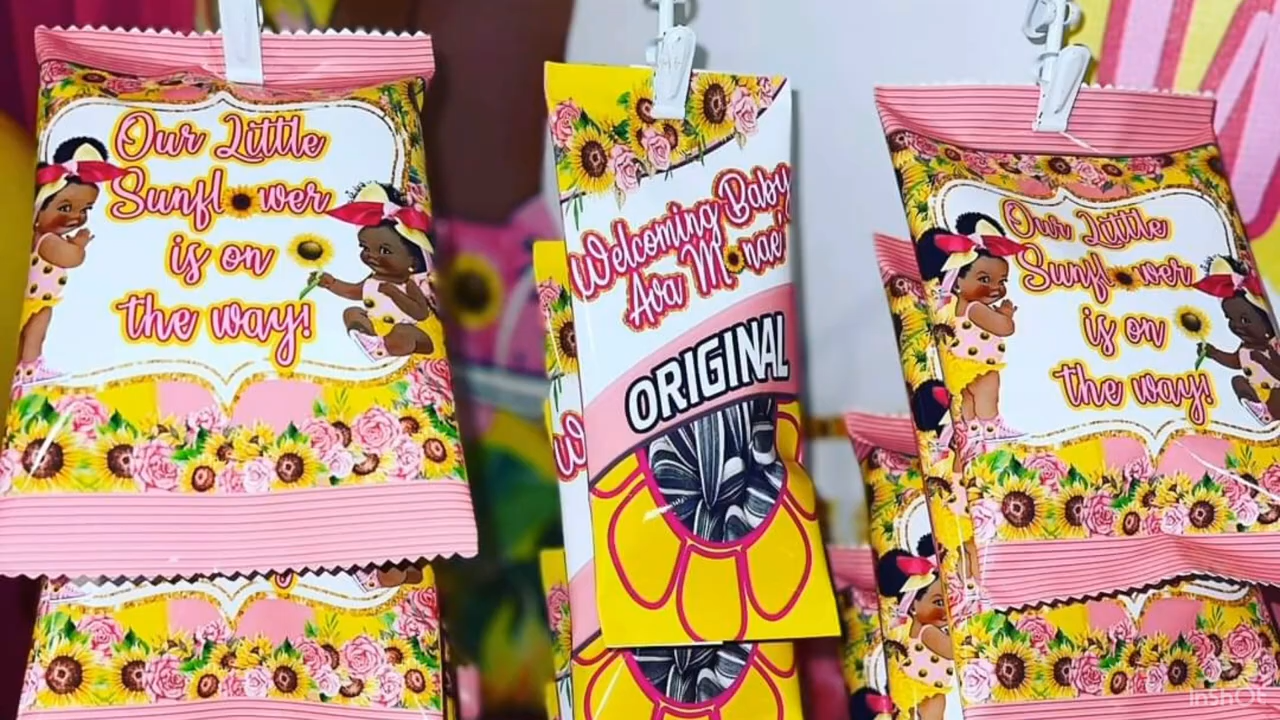 Our Little
Sunflower
is on
the way!
Welcoming Baby
Ava Monae'
ORIGINAL
Our Little
Sunflower
is on
the way!
InShOt